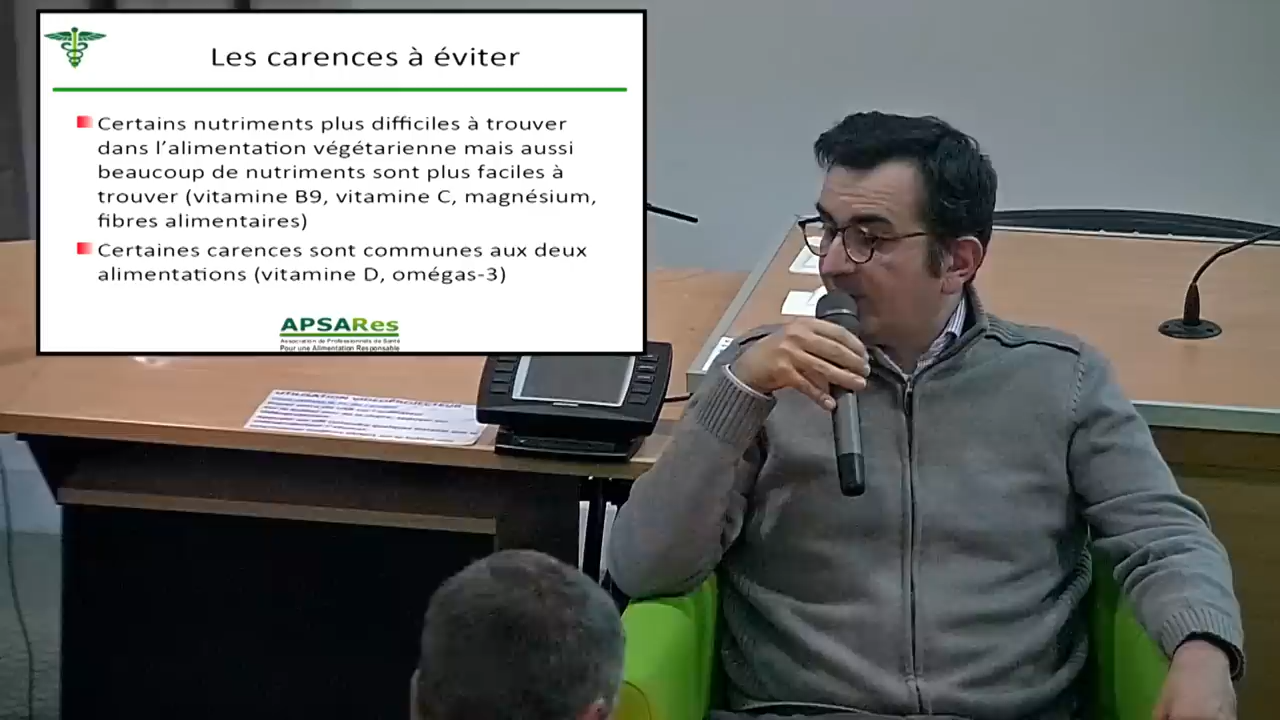 Les carences à éviter
Certains nutriments plus difficiles à trouver
dans l'alimentation végétarienne mais aussi
beaucoup de nutriments sont plus faciles à
trouver (vitamine B9, vitamine C, magnésium,
fibres alimentaires)
Certaines carences sont communes aux deux
alimentations (vitamine D, omégas-3)
APSARes
Association de Professionnels de Santé
Pour une Alimentation Responsable
UTILISATION VIDEOPROJECTEUR